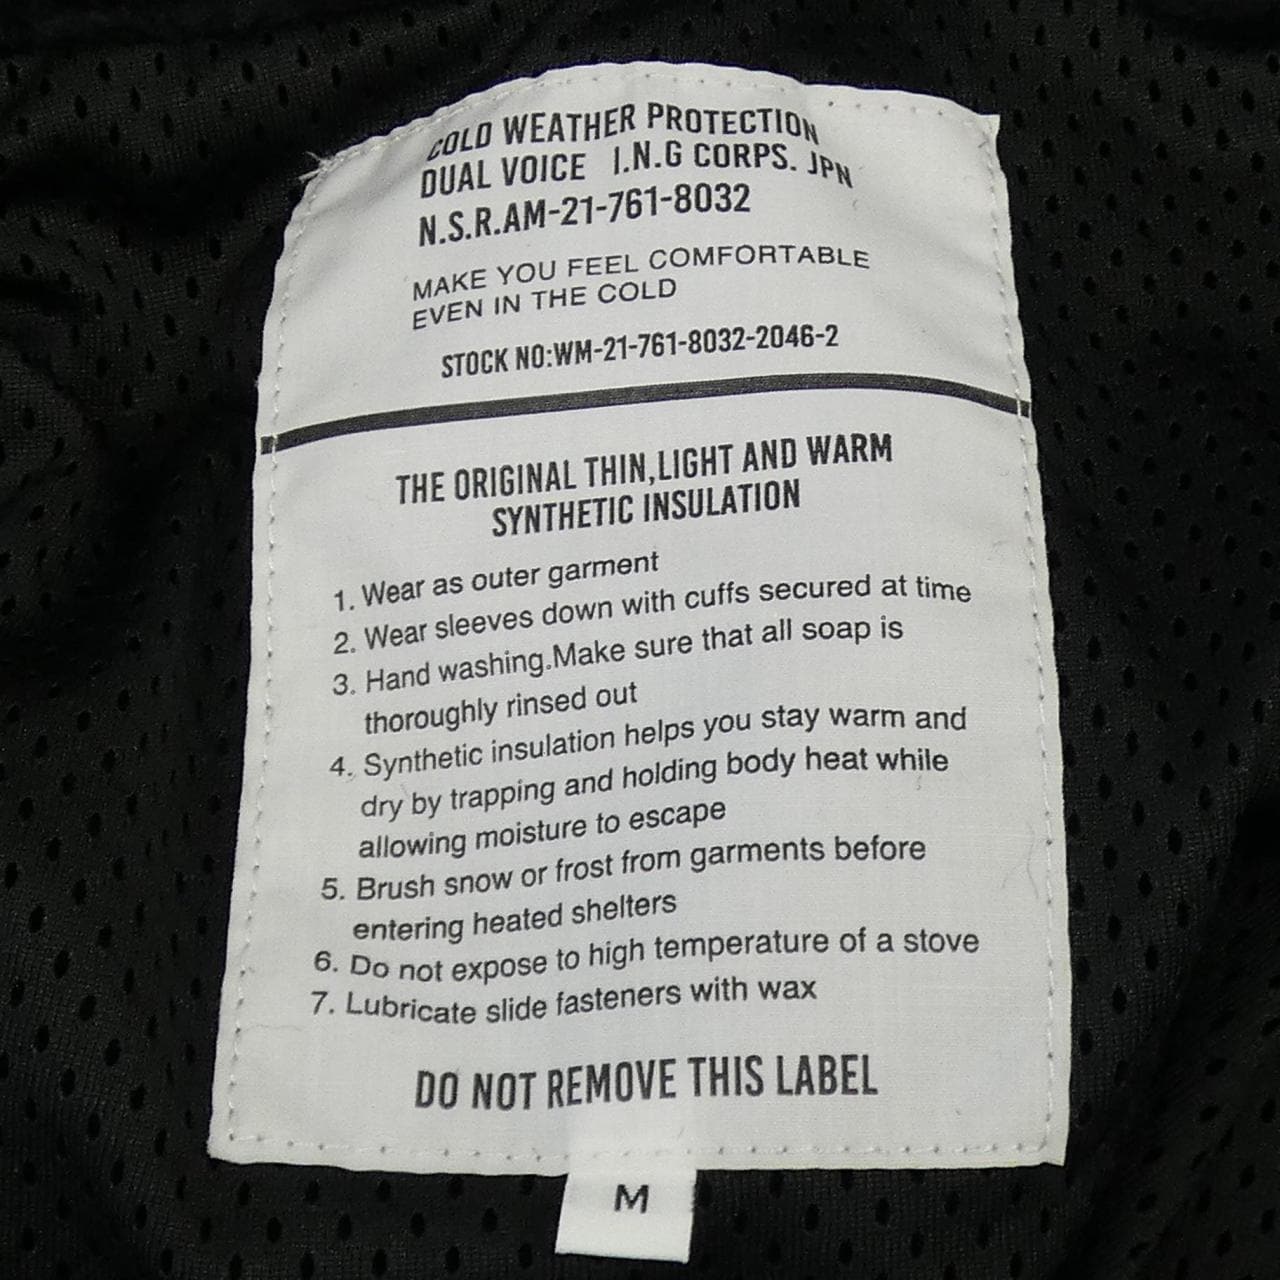 COLD WEATHER PROTECTION
DUAL VOICE I.N.G CORPS. JPN
N.S.R.AM-21-761-8032
MAKE YOU FEEL COMFORTABLE
EVEN IN THE COLD
STOCK NO:WM-21-761-8032-2046-2
THE ORIGINAL THIN,LIGHT AND WARM
SYNTHETIC INSULATION
1. Wear as outer garment
2. Wear sleeves down with cuffs secured at time
3. Hand washing.Make sure that all soap is
thoroughly rinsed out
4. Synthetic insulation helps you stay warm and
dry by trapping and holding body heat while
allowing moisture to escape
5. Brush snow or frost from garments before
entering heated shelters
6. Do not expose to high temperature of a stove
7. Lubricate slide fasteners with wax
DO NOT REMOVE THIS LABEL
M